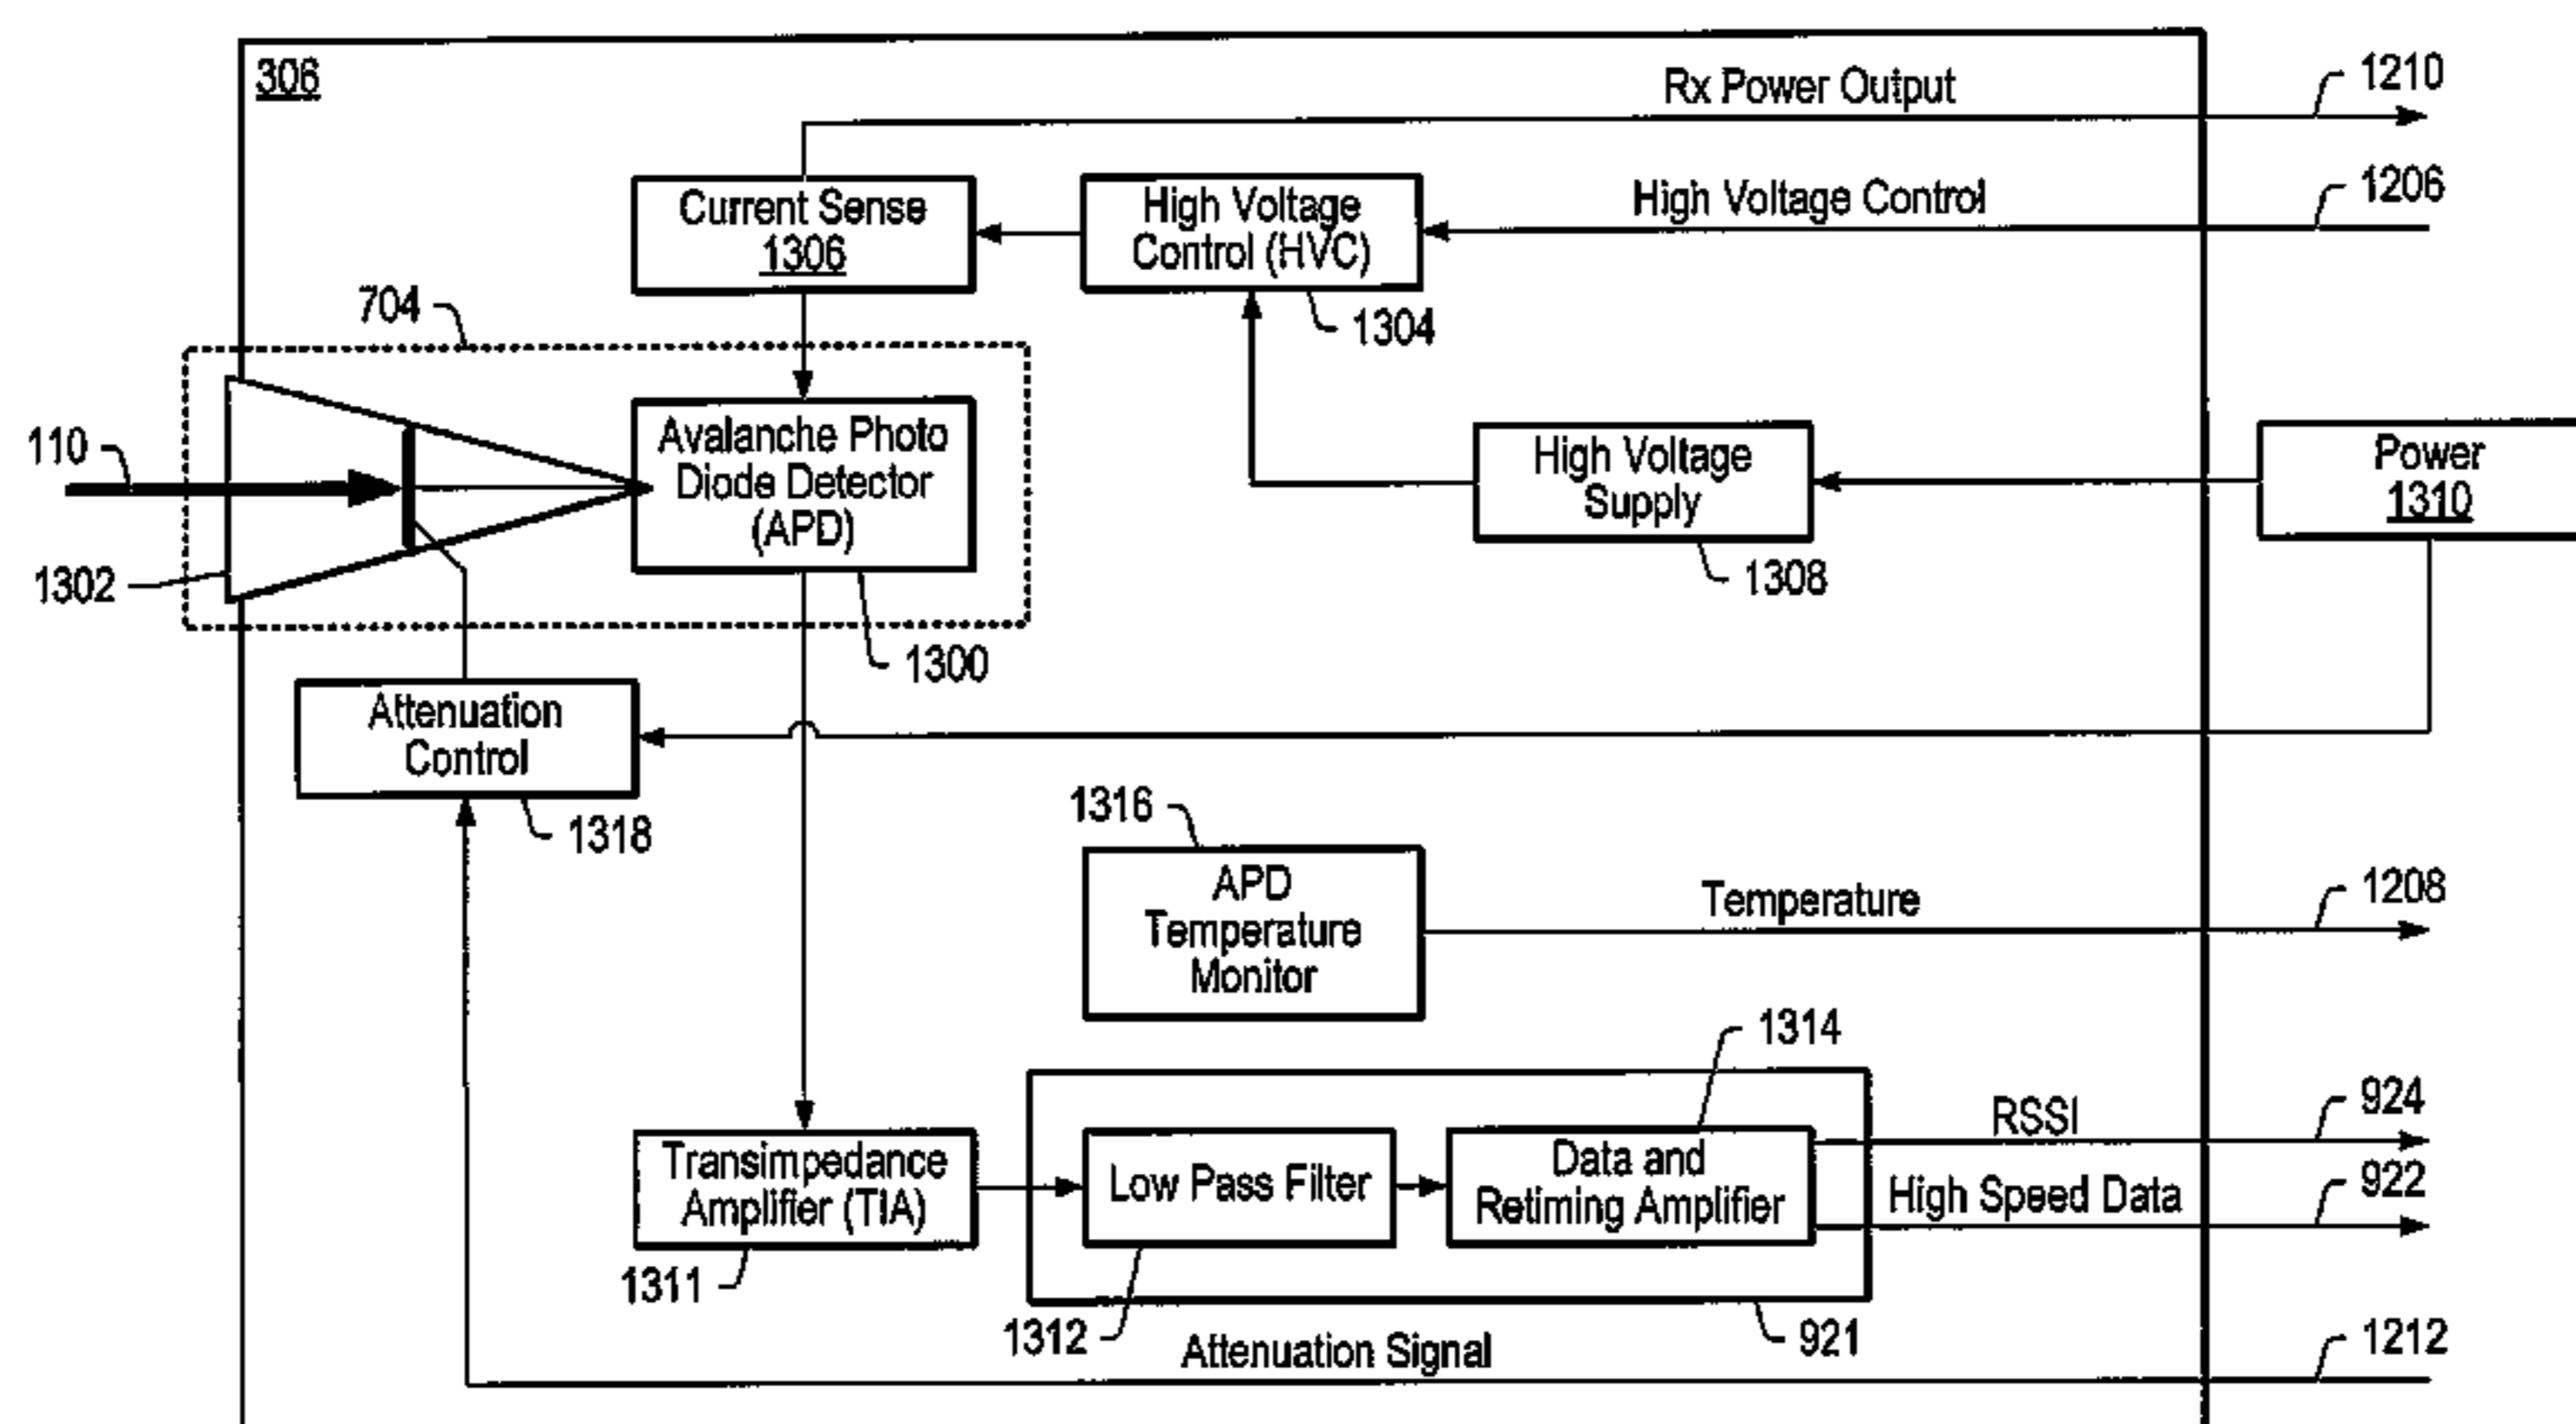 306
Rx Power Output
1210
Current Sense
1306
High Voltage
Control (HVC)
High Voltage Control
1206
704
1304
110
Avalanche Photo
Diode Detector
(APD)
High Voltage
Supply
Power
1310
1302
1308
1300
Attenuation
Control
1318
1316
APD
Temperature
Monitor
Temperature
1208
1314
Transimpedance
Amplifier (TIA)
Low Pass Filter
Data and
Retiming Amplifier
RSSI
924
High Speed Data
922
1311
1312
921
Attenuation Signal
1212